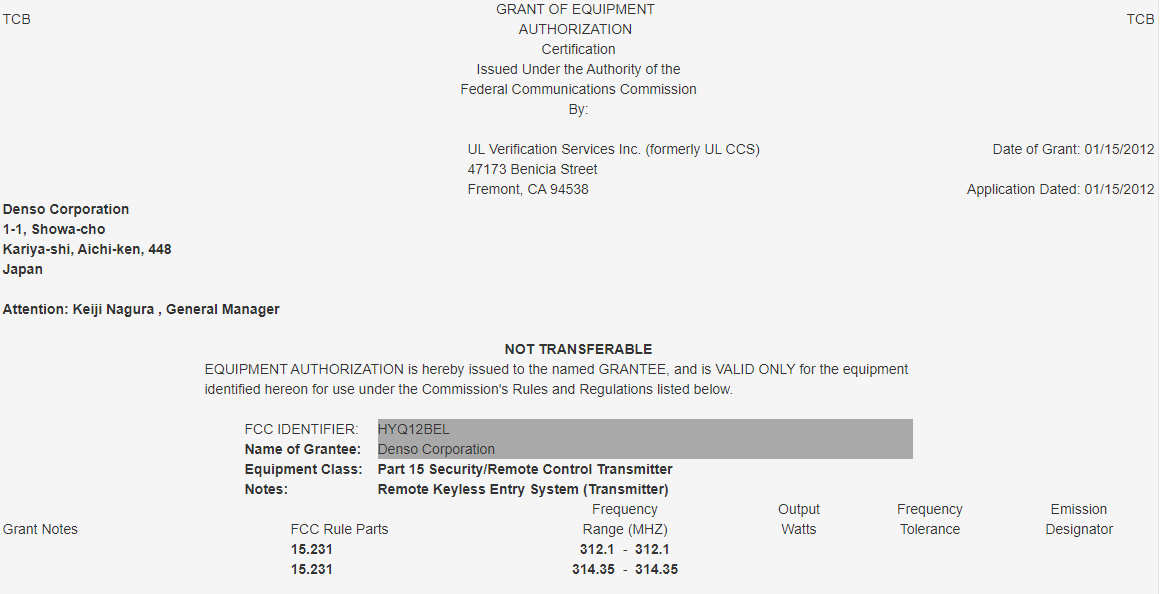 TCB
TCB
GRANT OF EQUIPMENT
AUTHORIZATION
Certification
Issued Under the Authority of the
Federal Communications Commission
By:
UL Verification Services Inc. (formerly UL CCS)
47173 Benicia Street
Fremont, CA 94538
Date of Grant: 01/15/2012
Application Dated: 01/15/2012
Denso Corporation
1-1, Showa-cho
Kariya-shi, Aichi-ken, 448
Japan
Attention: Keiji Nagura , General Manager
NOT TRANSFERABLE
EQUIPMENT AUTHORIZATION is hereby issued to the named GRANTEE, and is VALID ONLY for the equipment
identified hereon for use under the Commission's Rules and Regulations listed below.
FCC IDENTIFIER: HYQ12BEL
Name of Grantee: Denso Corporation
Equipment Class: Part 15 Security/Remote Control Transmitter
Notes: Remote Keyless Entry System (Transmitter)
Frequency Output Frequency Emission
Grant Notes FCC Rule Parts Range (MHZ) Watts Tolerance Designator
15.231 312.1 - 312.1
15.231 314.35 - 314.35